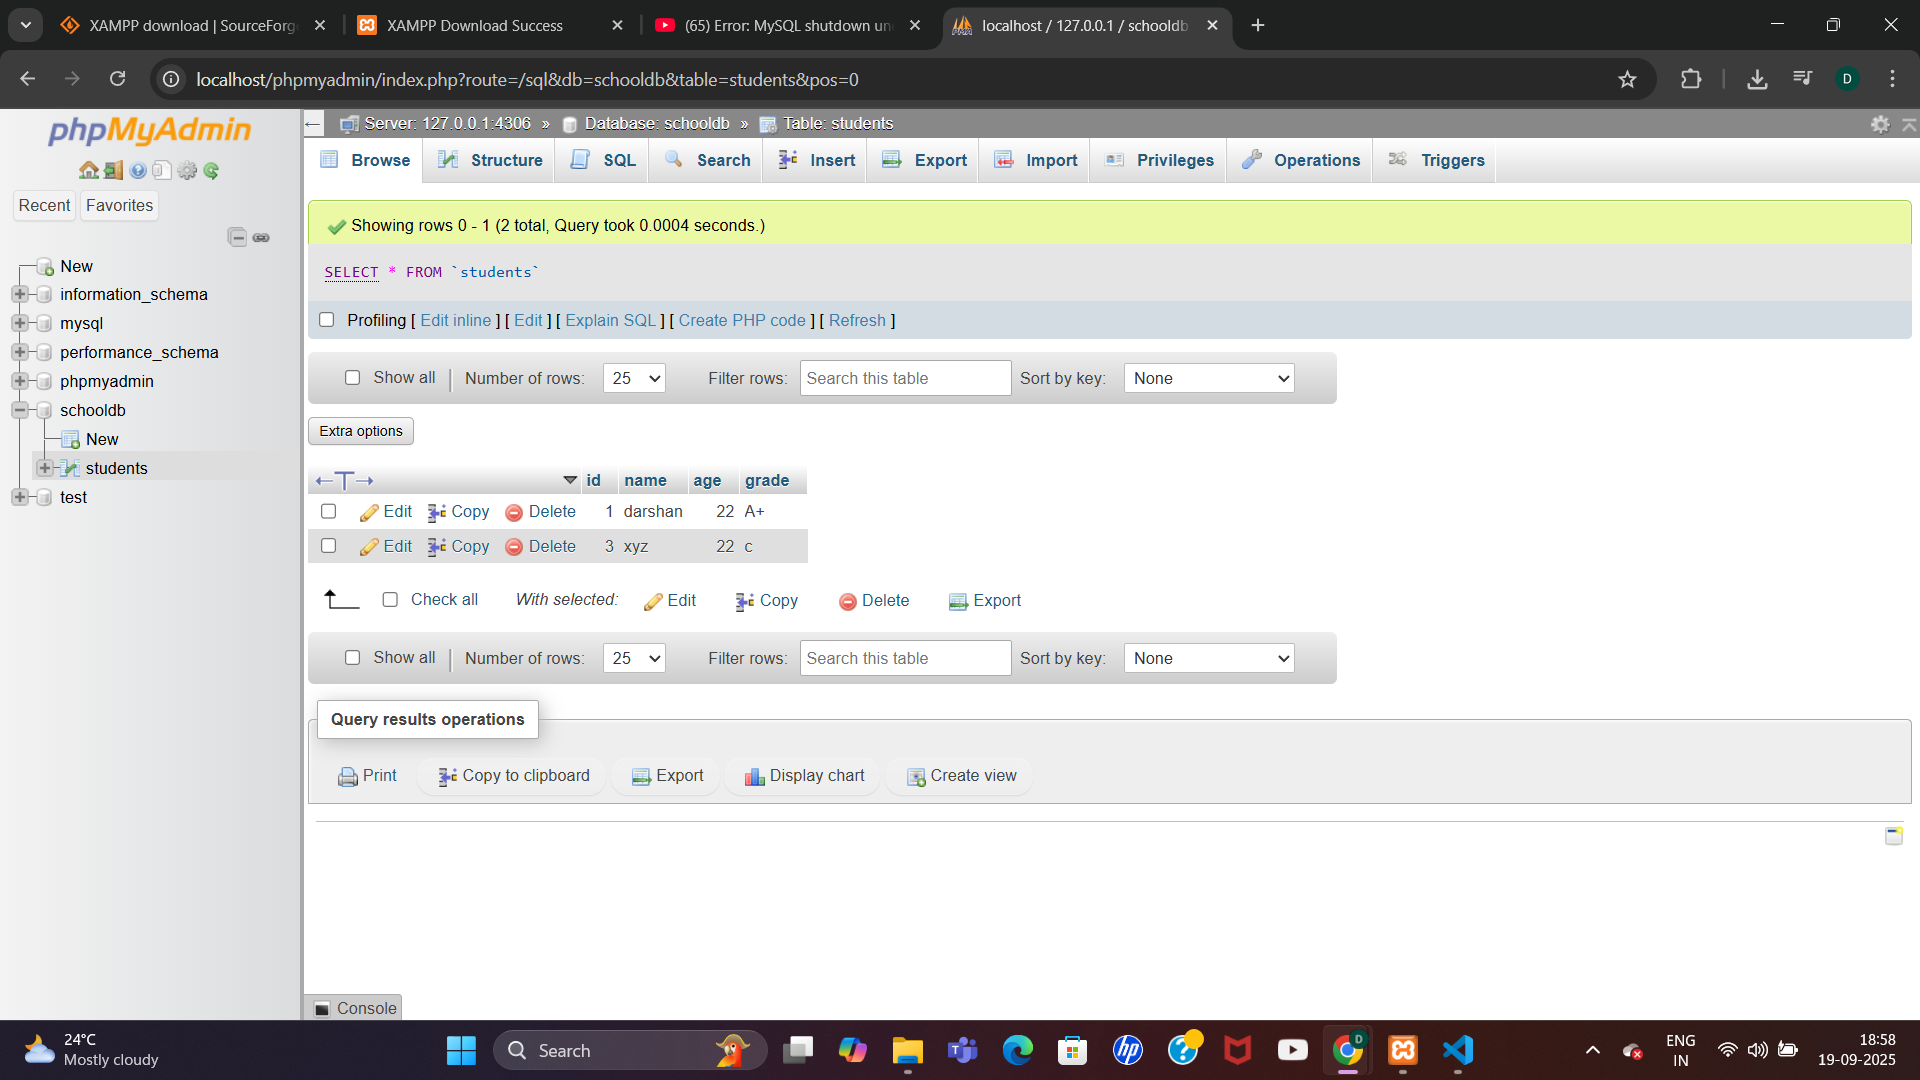 XAMPP download | SourceForge
XAMPP Download Success
(65) Error: MySQL shutdown un
localhost / 127.0.0.1 / schooldb
localhost/phpmyadmin/index.php?route=/sql&db=schooldb&table=students&pos=0
D
phpMyAdmin
Recent
Favorites
New
information_schema
mysql
performance_schema
phpmyadmin
schooldb
New
students
test
Server: 127.0.0.1:4306 » Database: schooldb » Table: students
Browse Structure SQL Search Insert Export Import Privileges Operations Triggers
Showing rows 0 - 1 (2 total, Query took 0.0004 seconds.)
SELECT * FROM `students`
Profiling [ Edit inline ] [ Edit ] [ Explain SQL ] [ Create PHP code ] [ Refresh ]
Show all Number of rows: 25 Filter rows: Search this table Sort by key: None
Extra options
←T→ id name age grade
Edit Copy Delete 1 darshan 22 A+
Edit Copy Delete 3 xyz 22 c
Check all With selected: Edit Copy Delete Export
Show all Number of rows: 25 Filter rows: Search this table Sort by key: None
Query results operations
Print Copy to clipboard Export Display chart Create view
Console
24°C
Mostly cloudy
Search
D
ENG
IN
18:58
19-09-2025